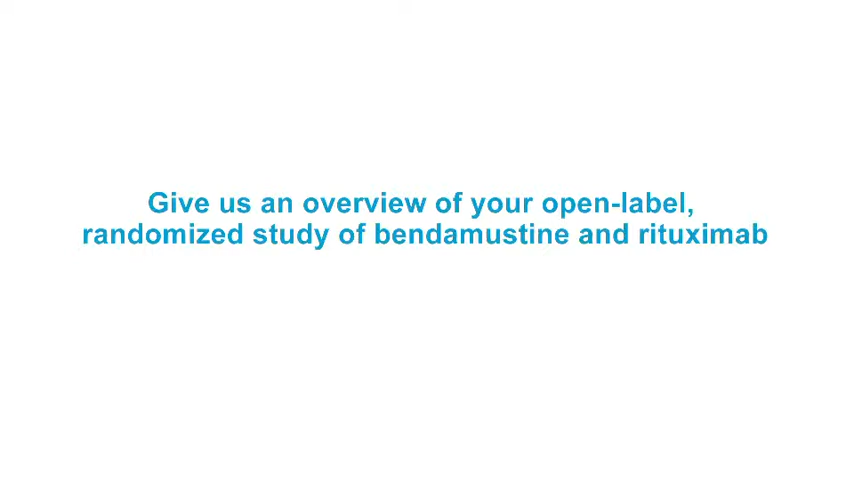 Give us an overview of your open-label,
randomized study of bendamustine and rituximab